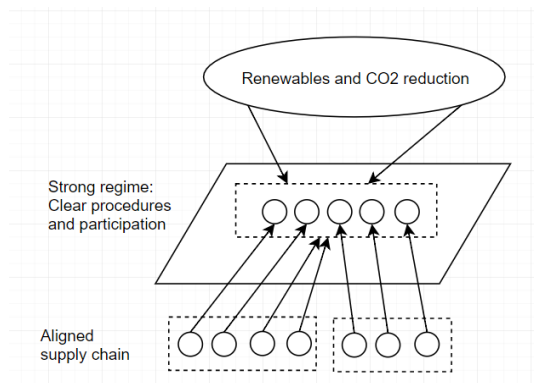 Renewables and CO2 reduction
Strong regime:
Clear procedures
and participation
Aligned
supply chain